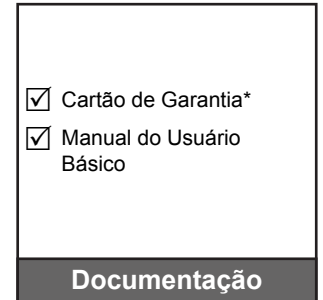 ☑ Cartão de Garantia*
☑ Manual do Usuário
Básico
Documentação